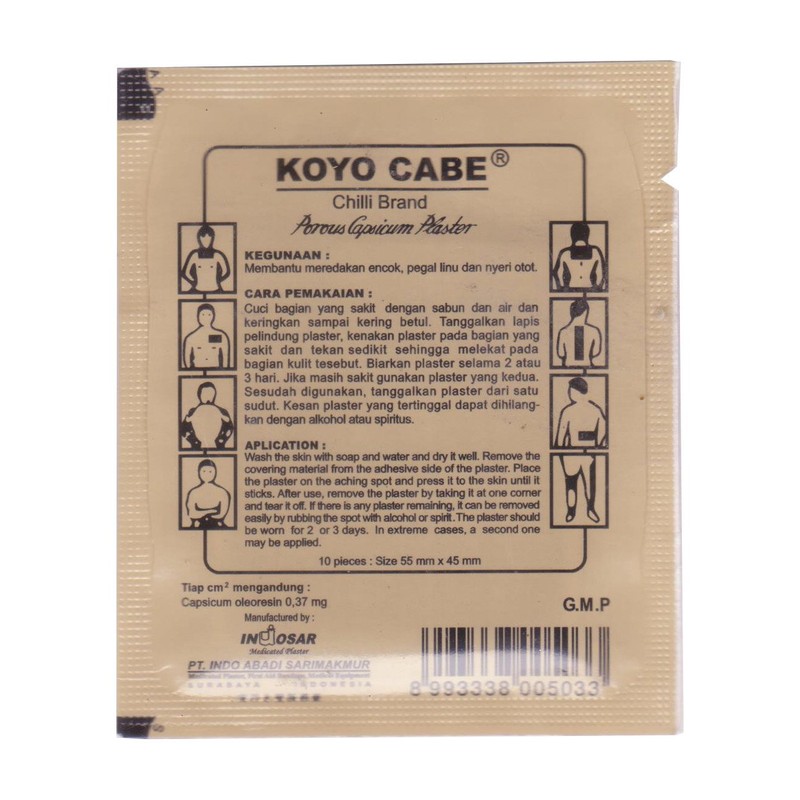 KOYO CABE®
Chilli Brand
Porous Capsicum Plaster
KEGUNAAN :
Membantu meredakan encok, pegal linu dan nyeri otot.
CARA PEMAKAIAN :
Cuci bagian yang sakit dengan sabun dan air dan
keringkan sampai kering betul. Tanggalkan lapis
pelindung plaster, kenakan plaster pada bagian yang
sakit dan tekan sedikit sehingga melekat pada
bagian kulit tesebut. Biarkan plaster selama 2 atau
3 hari. Jika masih sakit gunakan plaster yang kedua.
Sesudah digunakan, tanggalkan plaster dari satu
sudut. Kesan plaster yang tertinggal dapat dihilang-
kan dengan alkohol atau spiritus.
APLICATION :
Wash the skin with soap and water and dry it well. Remove the
covering material from the adhesive side of the plaster. Place
the plaster on the aching spot and press it to the skin until it
sticks. After use, remove the plaster by taking it at one corner
and tear it off. If there is any plaster remaining, it can be removed
easily by rubbing the spot with alcohol or spirit. The plaster should
be worn for 2 or 3 days. In extreme cases, a second one
may be applied.
10 pieces : Size 55 mm x 45 mm
Tiap cm² mengandung :
Capsicum oleoresin 0,37 mg
G.M.P
Manufactured by :
INDOSAR
Medicated Plaster
PT. INDO ABADI SARIMAKMUR
Medicated Plaster, First Aid Bandage, Medical Equipment
SURABAYA INDONESIA
8 993338 005033